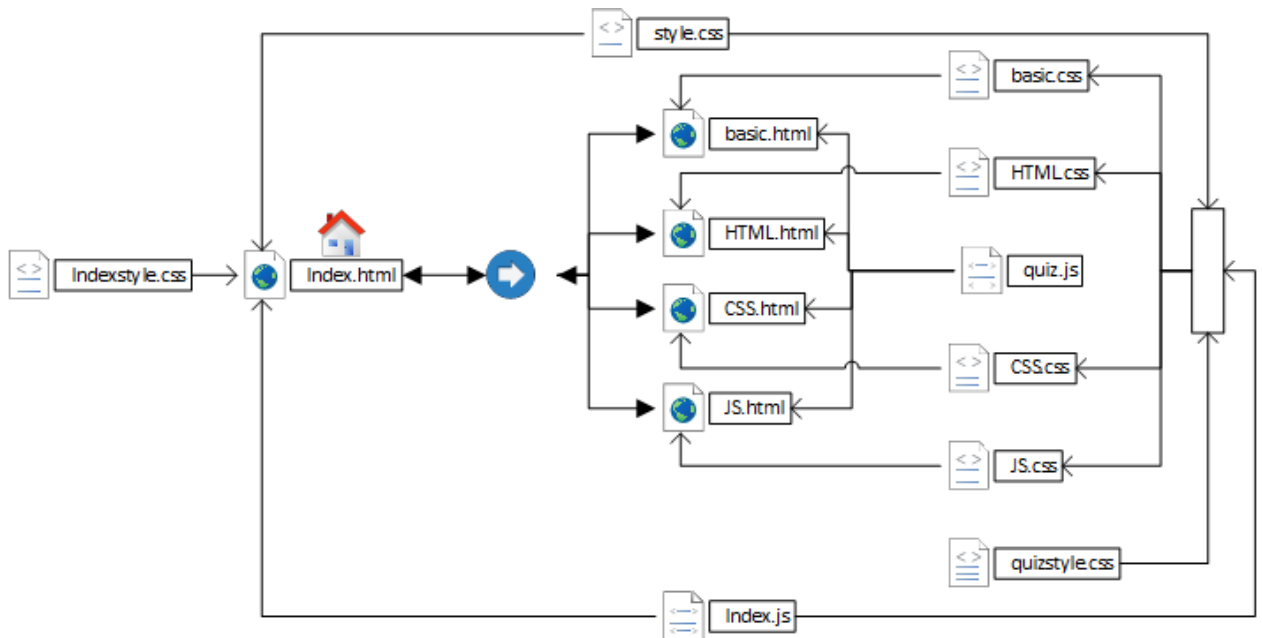 style.css
basic.css
basic.html
HTML.css
HTML.html
Indexstyle.css
Index.html
quiz.js
CSS.html
CSS.css
JS.html
JS.css
quizstyle.css
Index.js